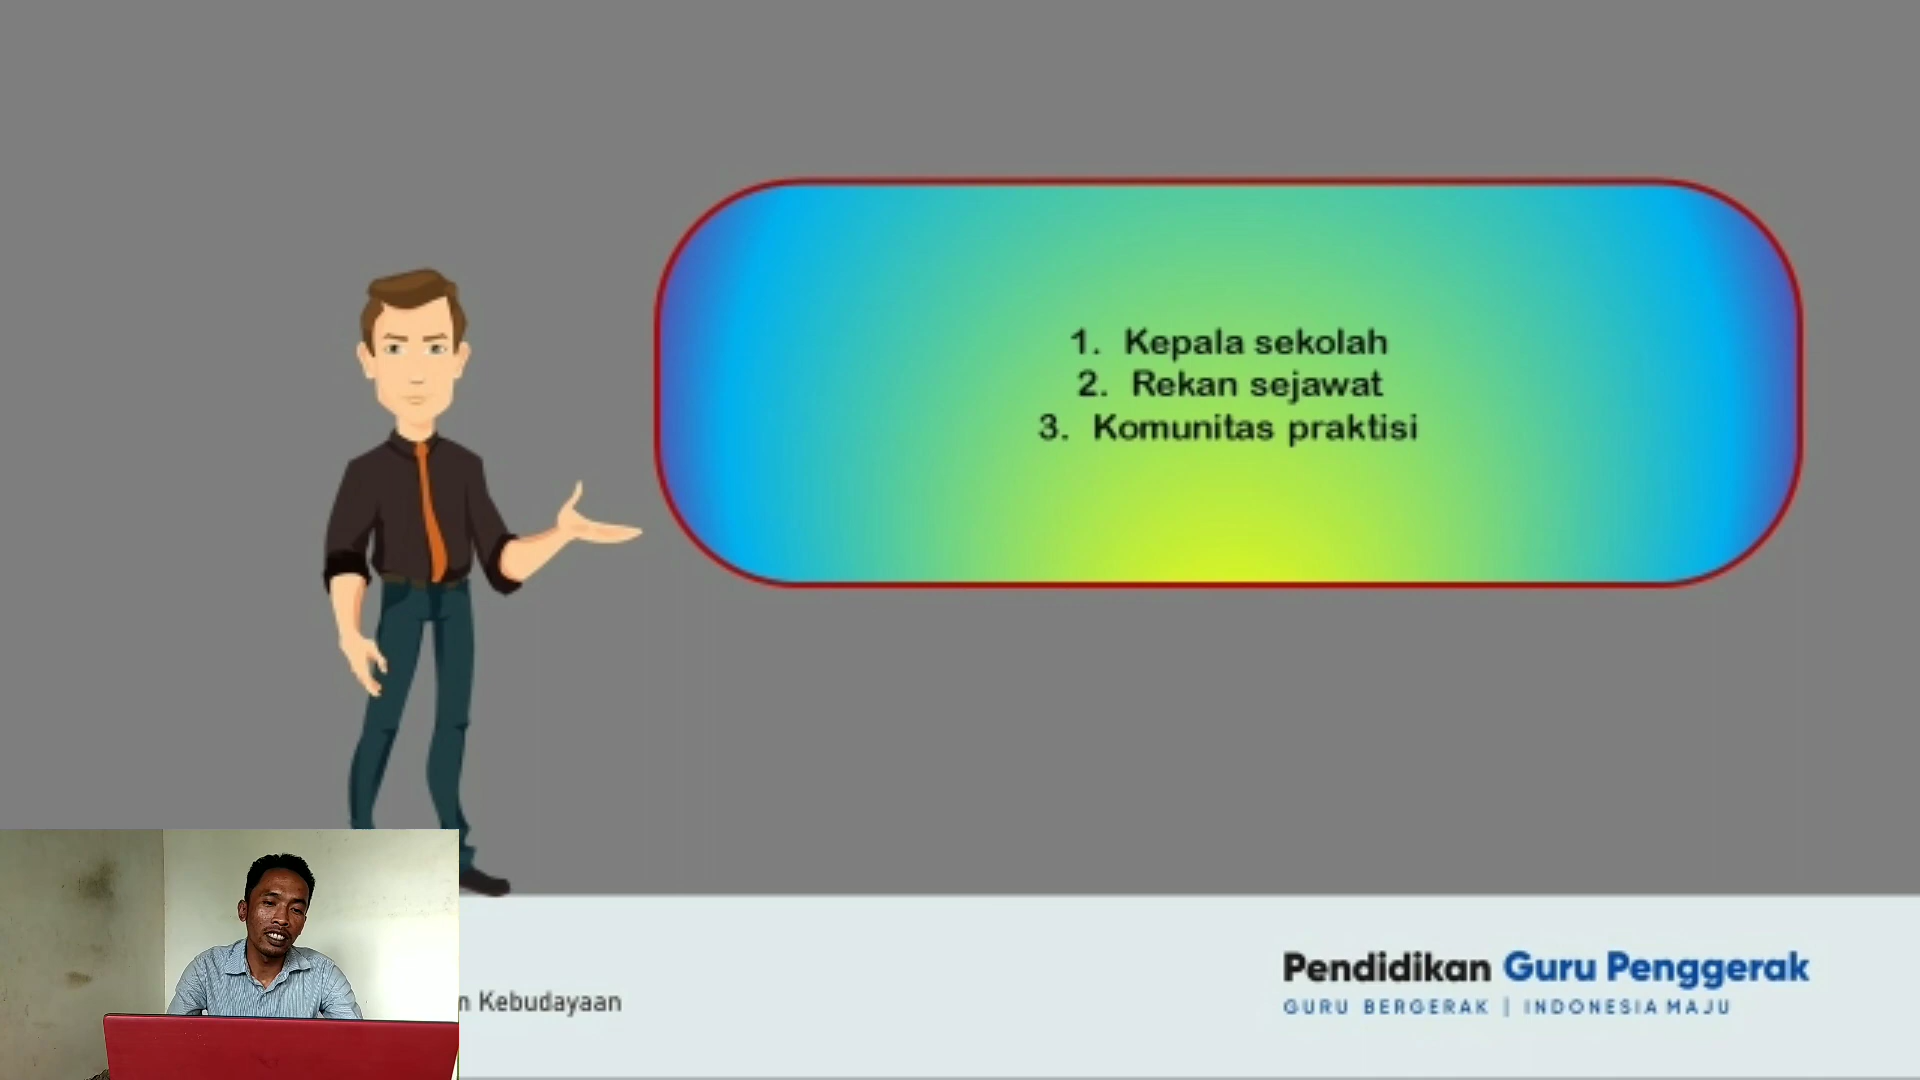 1. Kepala sekolah
2. Rekan sejawat
3. Komunitas praktisi
n Kebudayaan
Pendidikan Guru Penggerak
GURU BERGERAK | INDONESIA MAJU